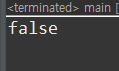 <terminated> main [
false